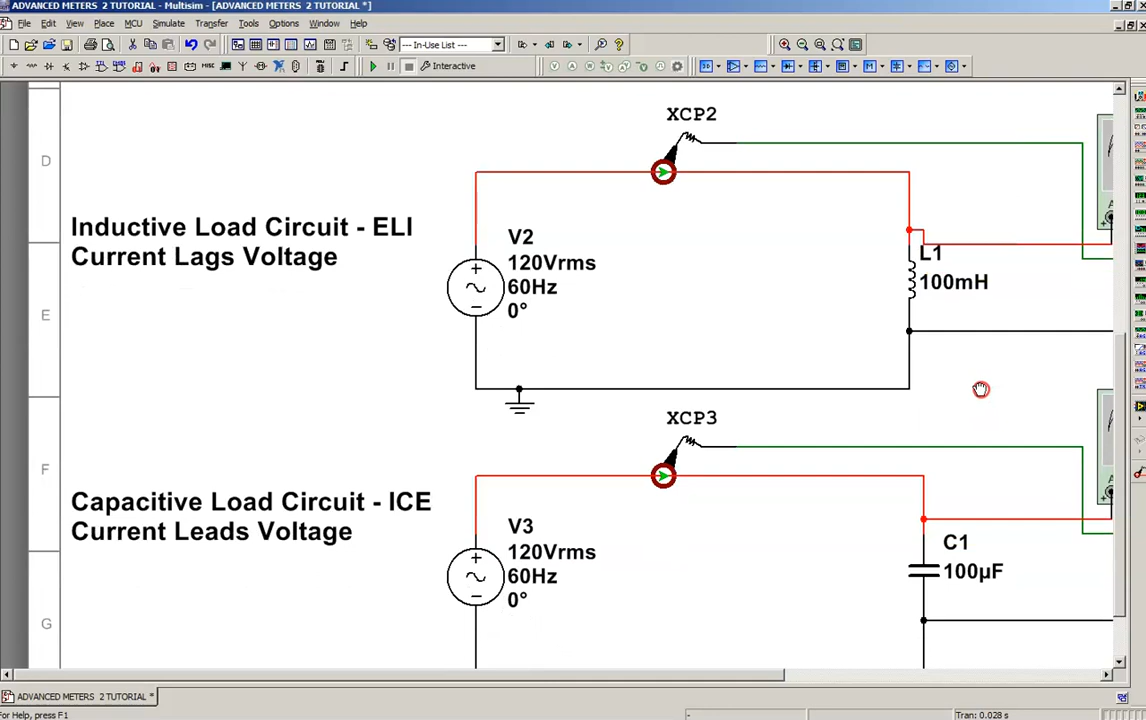 ADVANCED METERS 2 TUTORIAL - Multisim - [ADVANCED METERS 2 TUTORIAL *]
File Edit View Place MCU Simulate Transfer Tools Options Window Help
--- In-Use List ---
Interactive
D
E
F
G
XCP2
Inductive Load Circuit - ELI
Current Lags Voltage
V2
120Vrms
60Hz
0°
L1
100mH
XCP3
Capacitive Load Circuit - ICE
Current Leads Voltage
V3
120Vrms
60Hz
0°
C1
100µF
ADVANCED METERS 2 TUTORIAL *
For Help, press F1
-
Tran: 0.028 s